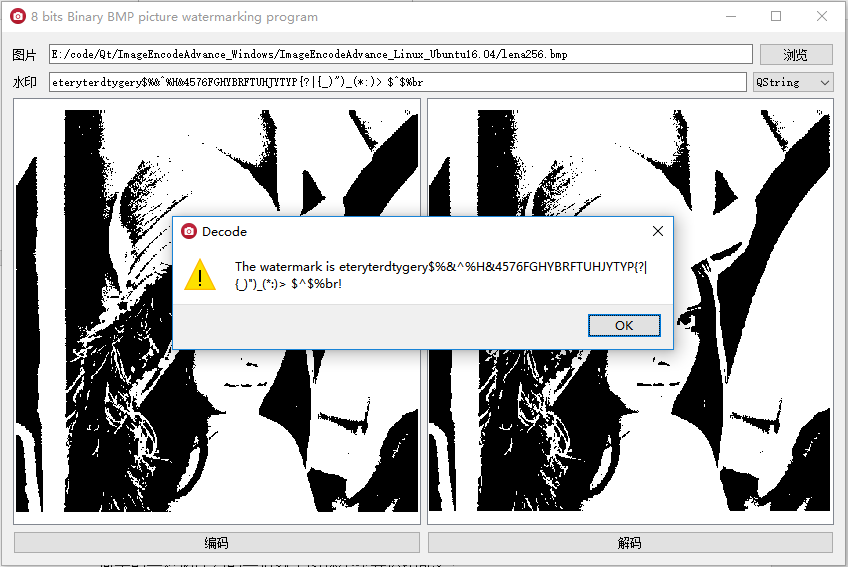 8 bits Binary BMP picture watermarking program
图片 E:/code/Qt/ImageEncodeAdvance_Windows/ImageEncodeAdvance_Linux_Ubuntu16.04/lena256.bmp 浏览
水印 eteryterdtygery$%&^%H&4576FGHYBRFTUHJYTYP{?|{_)")_(*:)> $^$%br QString
Decode
The watermark is eteryterdtygery$%&^%H&4576FGHYBRFTUHJYTYP{?|
{_)")_(*:)> $^$%br!
OK
编码 解码